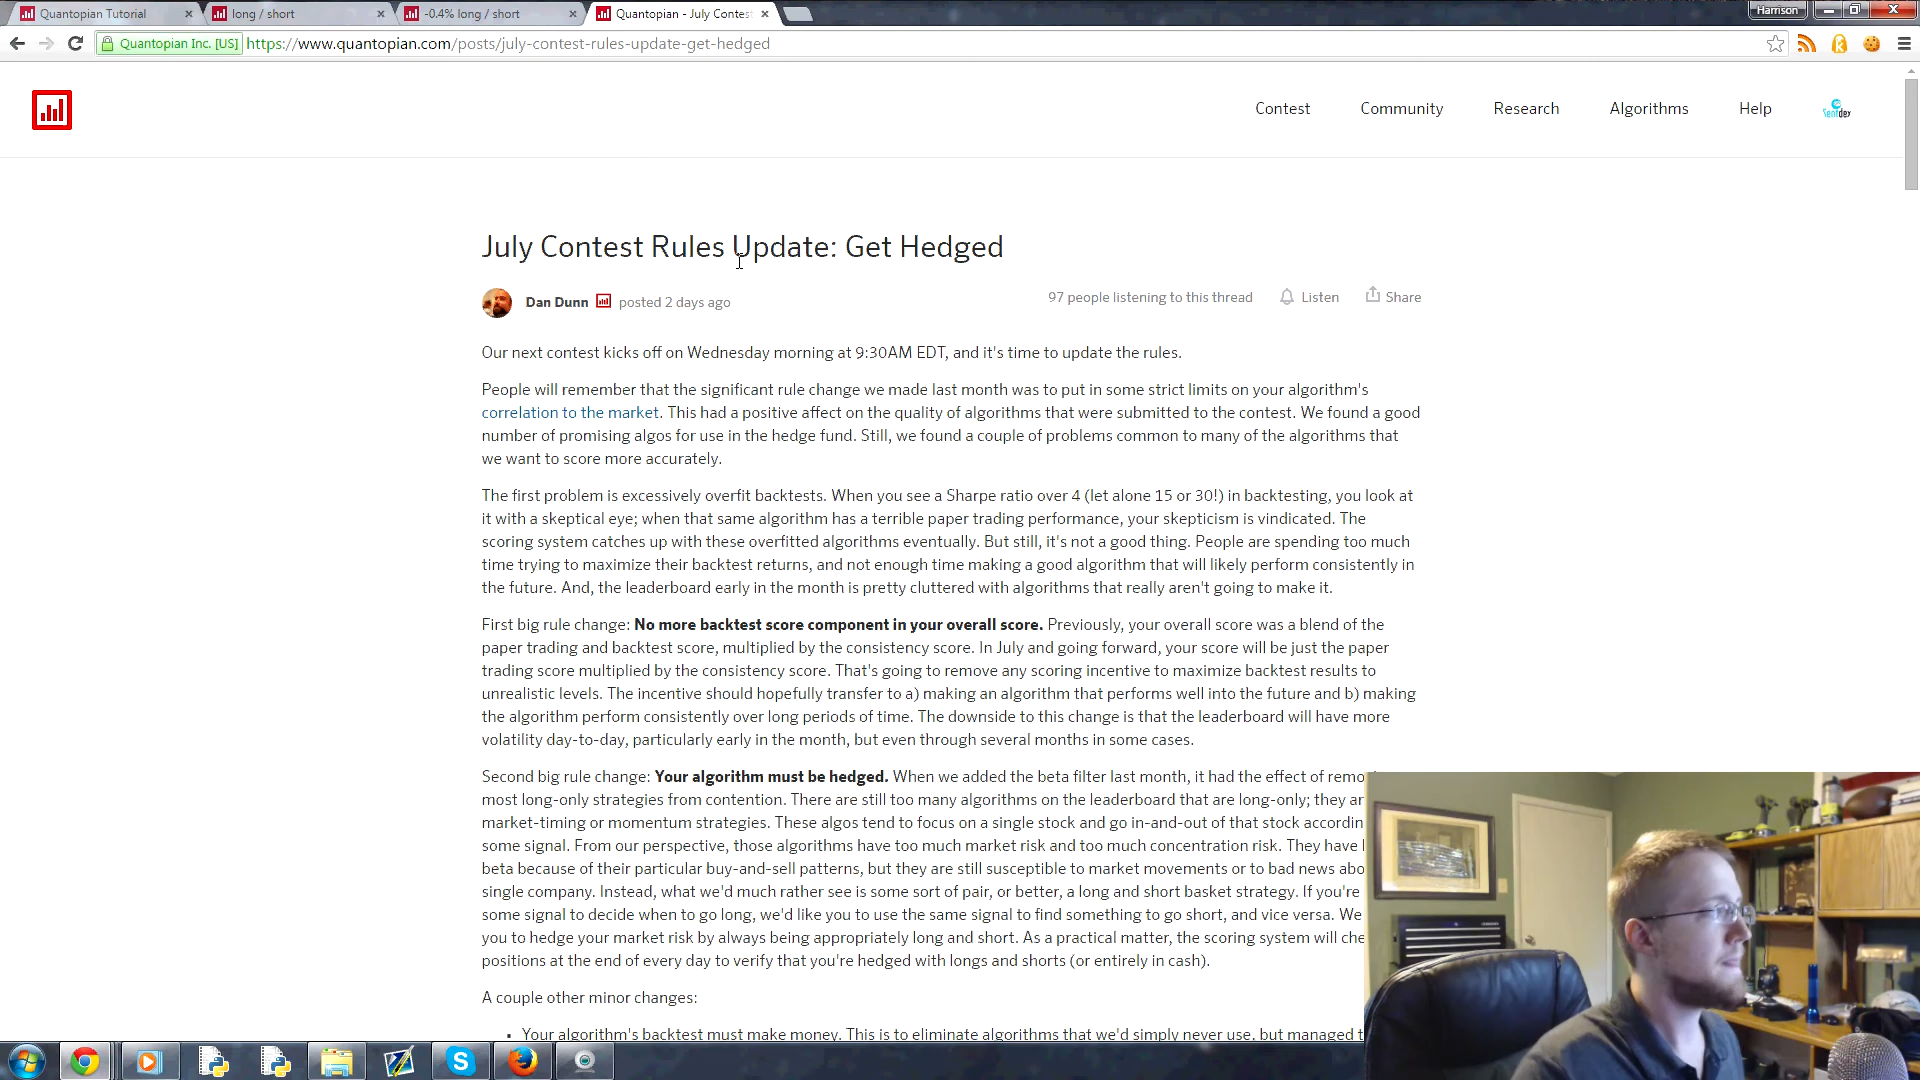 Quantopian Tutorial
long / short
-0.4% long / short
Quantopian - July Contes
Harrison
Quantopian Inc. [US] https://www.quantopian.com/posts/july-contest-rules-update-get-hedged
Contest Community Research Algorithms Help
July Contest Rules Update: Get Hedged
Dan Dunn posted 2 days ago
97 people listening to this thread Listen Share
Our next contest kicks off on Wednesday morning at 9:30AM EDT, and it's time to update the rules.
People will remember that the significant rule change we made last month was to put in some strict limits on your algorithm's
correlation to the market. This had a positive affect on the quality of algorithms that were submitted to the contest. We found a good
number of promising algos for use in the hedge fund. Still, we found a couple of problems common to many of the algorithms that
we want to score more accurately.
The first problem is excessively overfit backtests. When you see a Sharpe ratio over 4 (let alone 15 or 30!) in backtesting, you look at
it with a skeptical eye; when that same algorithm has a terrible paper trading performance, your skepticism is vindicated. The
scoring system catches up with these overfitted algorithms eventually. But still, it's not a good thing. People are spending too much
time trying to maximize their backtest returns, and not enough time making a good algorithm that will likely perform consistently in
the future. And, the leaderboard early in the month is pretty cluttered with algorithms that really aren't going to make it.
First big rule change: No more backtest score component in your overall score. Previously, your overall score was a blend of the
paper trading and backtest score, multiplied by the consistency score. In July and going forward, your score will be just the paper
trading score multiplied by the consistency score. That's going to remove any scoring incentive to maximize backtest results to
unrealistic levels. The incentive should hopefully transfer to a) making an algorithm that performs well into the future and b) making
the algorithm perform consistently over long periods of time. The downside to this change is that the leaderboard will have more
volatility day-to-day, particularly early in the month, but even through several months in some cases.
Second big rule change: Your algorithm must be hedged. When we added the beta filter last month, it had the effect of remo
most long-only strategies from contention. There are still too many algorithms on the leaderboard that are long-only; they ar
market-timing or momentum strategies. These algos tend to focus on a single stock and go in-and-out of that stock accordin
some signal. From our perspective, those algorithms have too much market risk and too much concentration risk. They have l
beta because of their particular buy-and-sell patterns, but they are still susceptible to market movements or to bad news abo
single company. Instead, what we'd much rather see is some sort of pair, or better, a long and short basket strategy. If you're
some signal to decide when to go long, we'd like you to use the same signal to find something to go short, and vice versa. We
you to hedge your market risk by always being appropriately long and short. As a practical matter, the scoring system will che
positions at the end of every day to verify that you're hedged with longs and shorts (or entirely in cash).
A couple other minor changes:
• Your algorithm's backtest must make money. This is to eliminate algorithms that we'd simply never use, but managed t